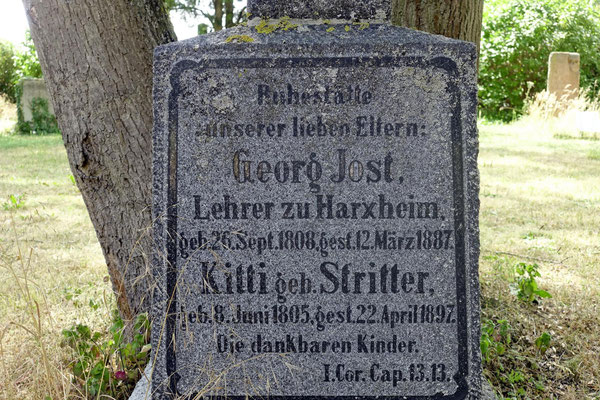 Ruhestätte
unserer lieben Eltern:
Georg Jost,
Lehrer zu Harxheim,
geb. 26. Sept. 1808, gest. 12. März 1887.
Kitti geb. Stritter,
geb. 8. Juni 1805, gest. 22. April 1897.
Die dankbaren Kinder.
I. Cor. Cap. 13. 13.